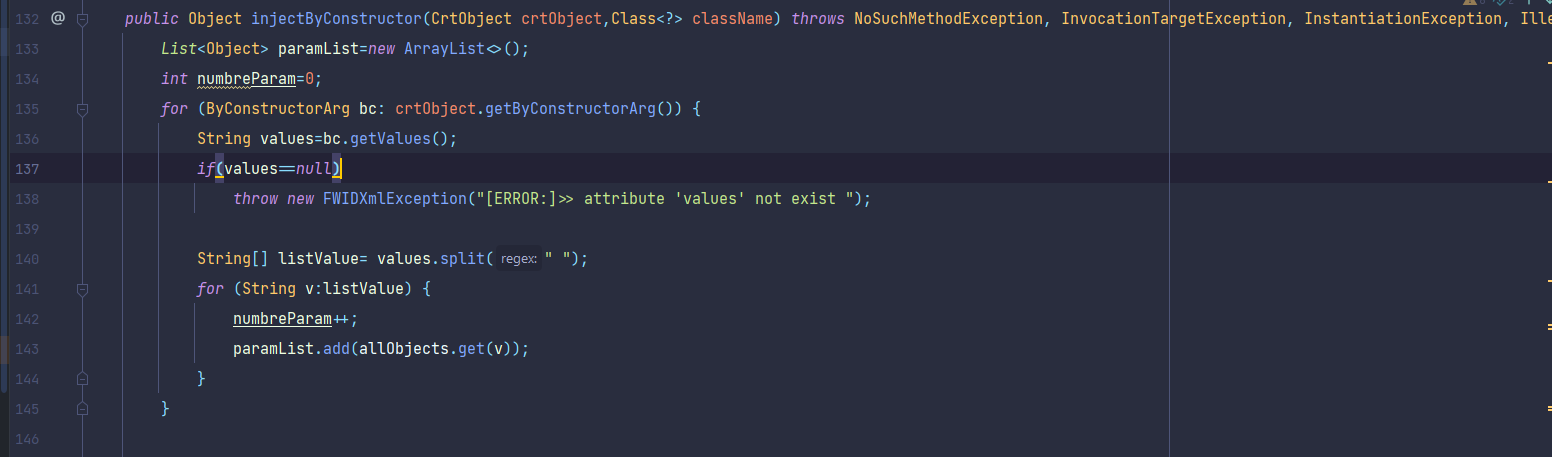 132 @ public Object injectByConstructor(CrtObject crtObject,Class<?> className) throws NoSuchMethodException, InvocationTargetException, InstantiationException, Ille
133 List<Object> paramList=new ArrayList<>();
134 int numbreParam=0;
135 for (ByConstructorArg bc: crtObject.getByConstructorArg()) {
136 String values=bc.getValues();
137 if(values==null)
138 throw new FWIDXmlException("[ERROR:]>> attribute 'values' not exist ");
139
140 String[] listValue= values.split( regex: " ");
141 for (String v:listValue) {
142 numbreParam++;
143 paramList.add(allObjects.get(v));
144 }
145 }
146